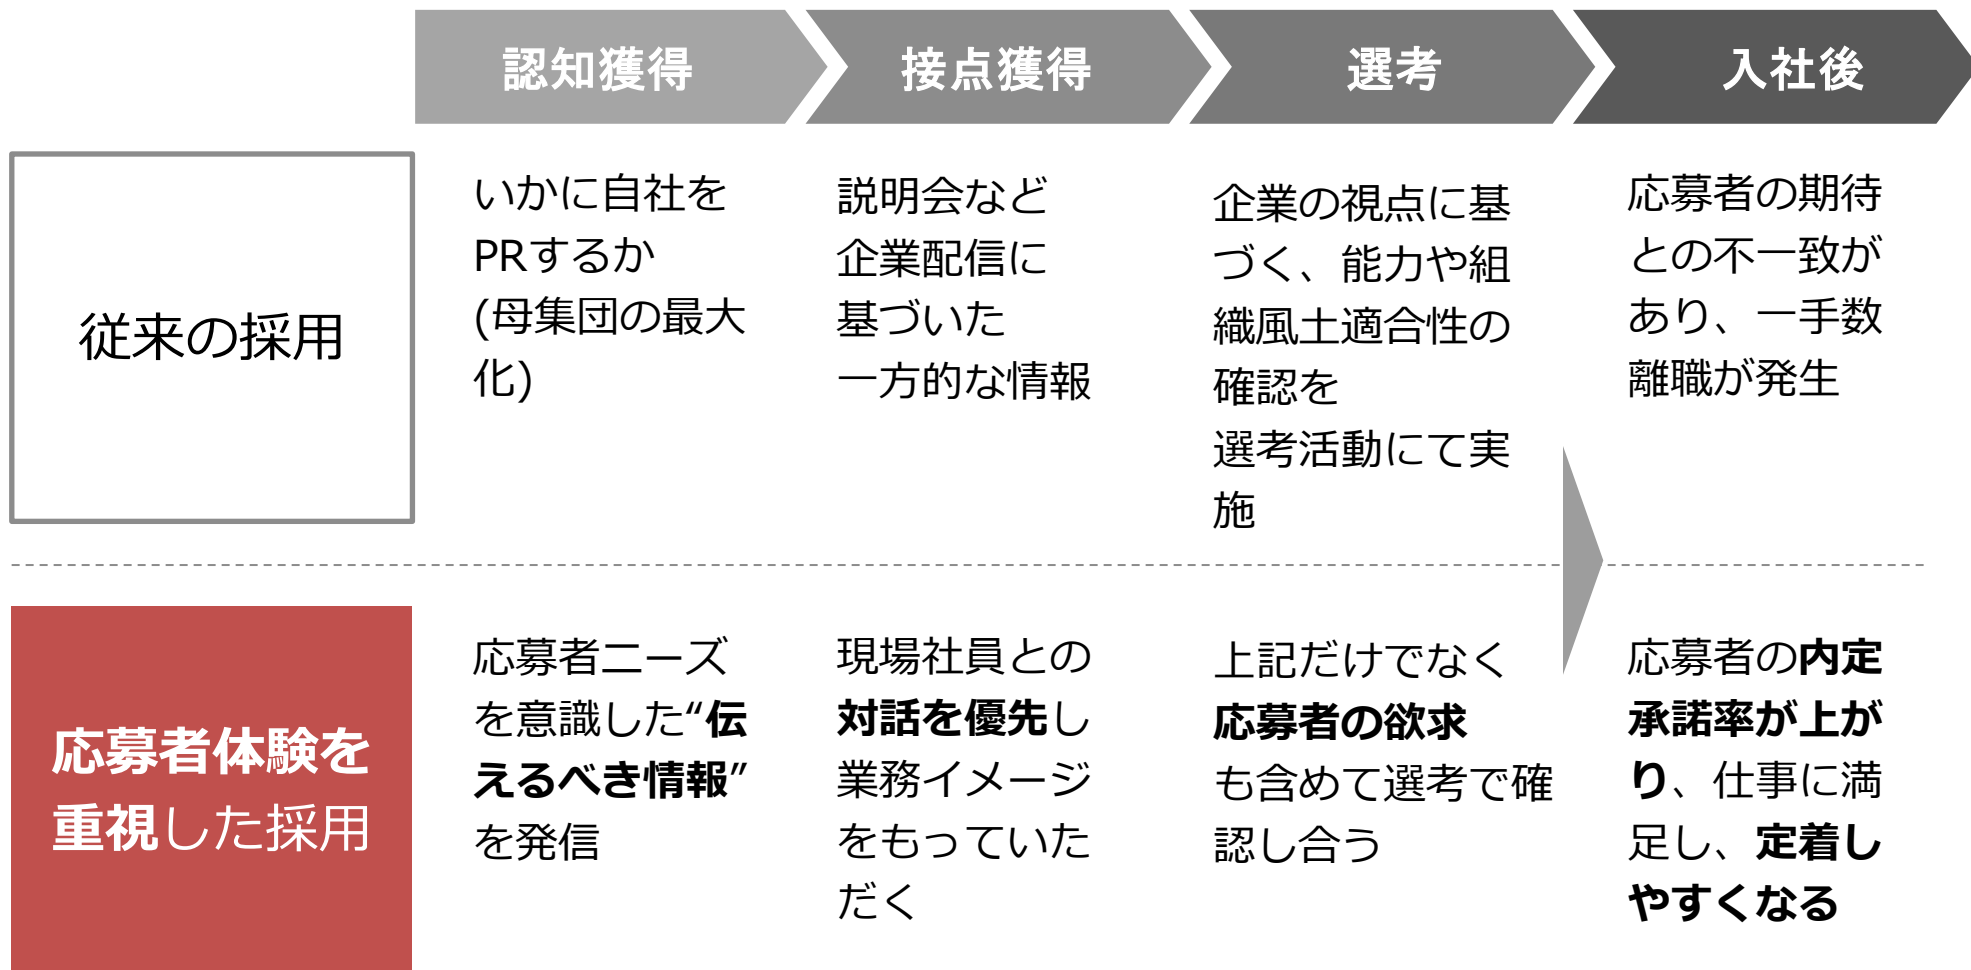 認知獲得
接点獲得
選考
入社後
従来の採用
いかに自社を
PRするか
(母集団の最大
化)
説明会など
企業配信に
基づいた
一方的な情報
企業の視点に基
づく、能力や組
織風土適合性の
確認を
選考活動にて実
施
応募者の期待
との不一致が
あり、一手数
離職が発生
応募者体験を
重視した採用
応募者ニーズ
を意識した“伝
えるべき情報”
を発信
現場社員との
対話を優先し
業務イメージ
をもっていた
だく
上記だけでなく
応募者の欲求
も含めて選考で確
認し合う
応募者の内定
承諾率が上が
り、仕事に満
足し、定着し
やすくなる